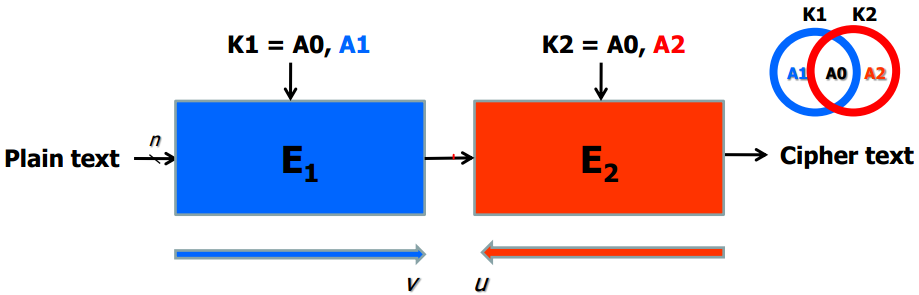 K1 K2
K1 = A0, A1
K2 = A0, A2
A1 A0 A2
n
Plain text
E1
E2
Cipher text
v
u